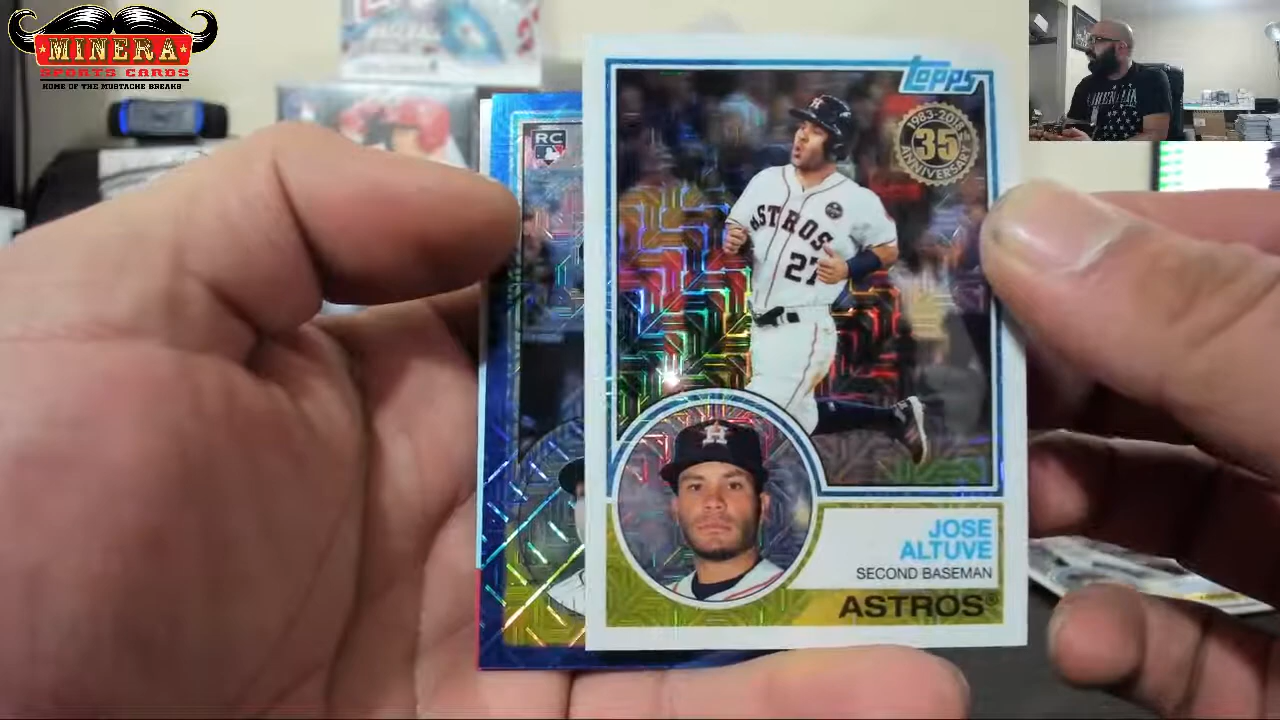 MINERA
SPORTS CARDS
HOME OF THE MUSTACHE BREAKS
topps
1983-2018
35
ANNIVERSARY
RC
ASTROS
27
JOSE
ALTUVE
SECOND BASEMAN
ASTROS®